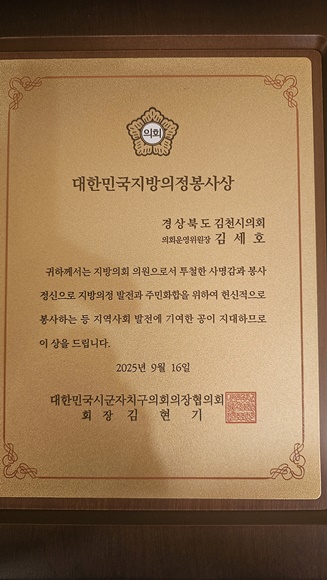 의회
대한민국지방의정봉사상
경상북도 김천시의회
의회운영위원장 김 세 호
귀하께서는 지방의회 의원으로서 투철한 사명감과 봉사
정신으로 지방의정 발전과 주민화합을 위하여 헌신적으로
봉사하는 등 지역사회 발전에 기여한 공이 지대하므로
이 상을 드립니다.
2025년 9월 16일
대한민국시군자치구의회의장협의회
회 장 김 현 기